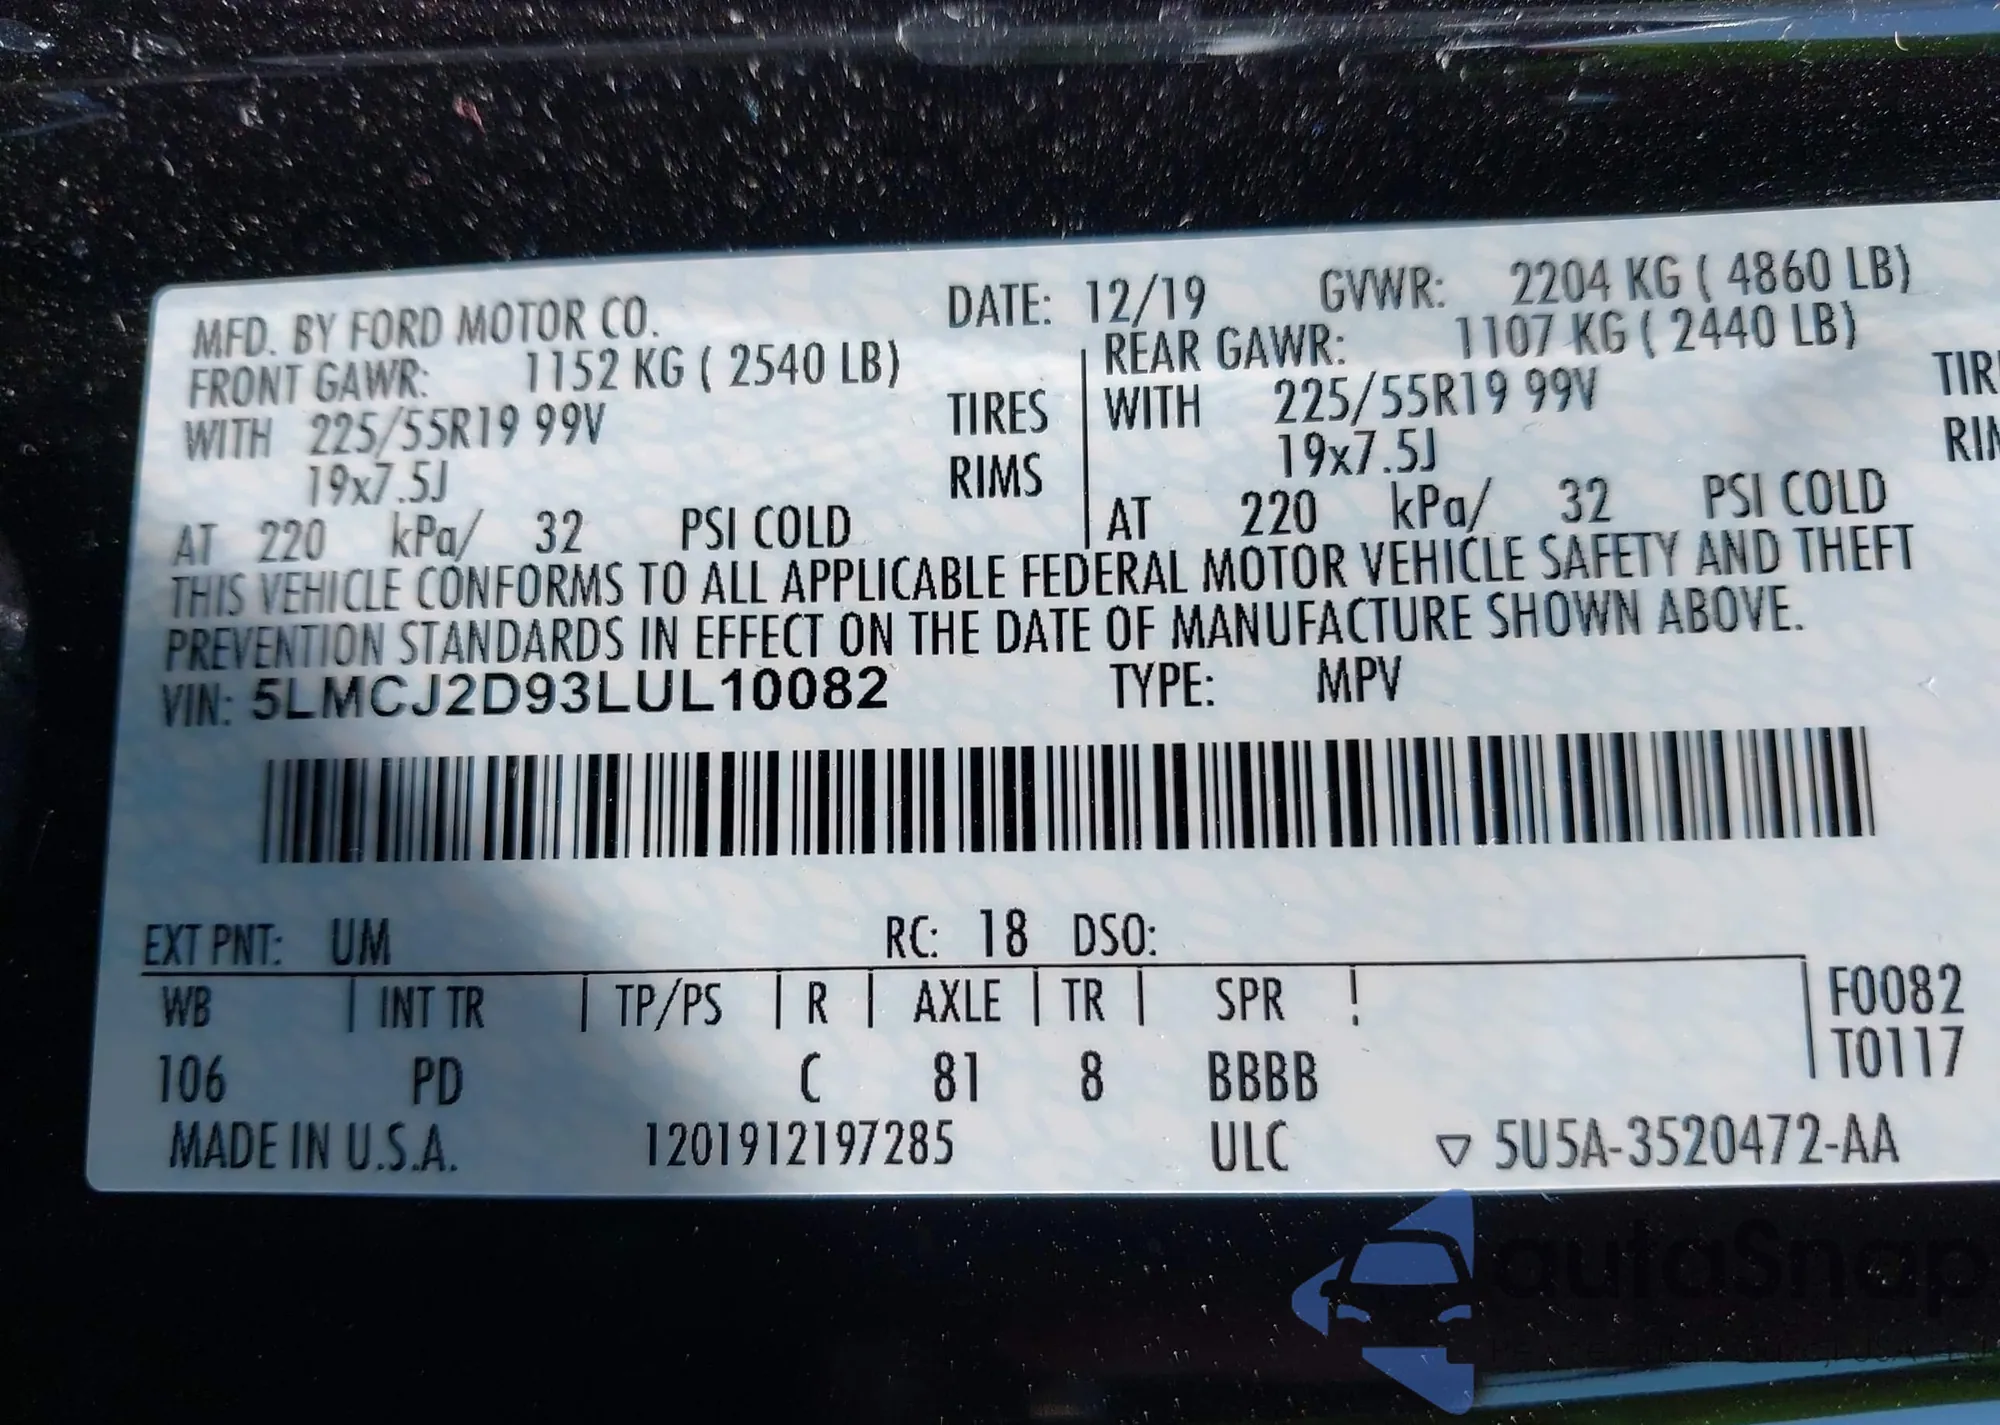 MFD. BY FORD MOTOR CO. DATE: 12/19 GVWR: 2204 KG ( 4860 LB)
FRONT GAWR: 1152 KG ( 2540 LB) REAR GAWR: 1107 KG ( 2440 LB)
WITH 225/55R19 99V TIRES WITH 225/55R19 99V TIR
19x7.5J RIMS 19x7.5J RI
AT 220 kPa/ 32 PSI COLD AT 220 kPa/ 32 PSI COLD
THIS VEHICLE CONFORMS TO ALL APPLICABLE FEDERAL MOTOR VEHICLE SAFETY AND THEFT
PREVENTION STANDARDS IN EFFECT ON THE DATE OF MANUFACTURE SHOWN ABOVE.
VIN: 5LMCJ2D93LUL10082 TYPE: MPV
EXT PNT: UM RC: 18 DSO:
WB | INT TR | TP/PS | R | AXLE | TR | SPR ! F0082
T0117
106 PD C 81 8 BBBB
MADE IN U.S.A. 1201912197285 ULC ▽ 5U5A-3520472-AA
autoSnap